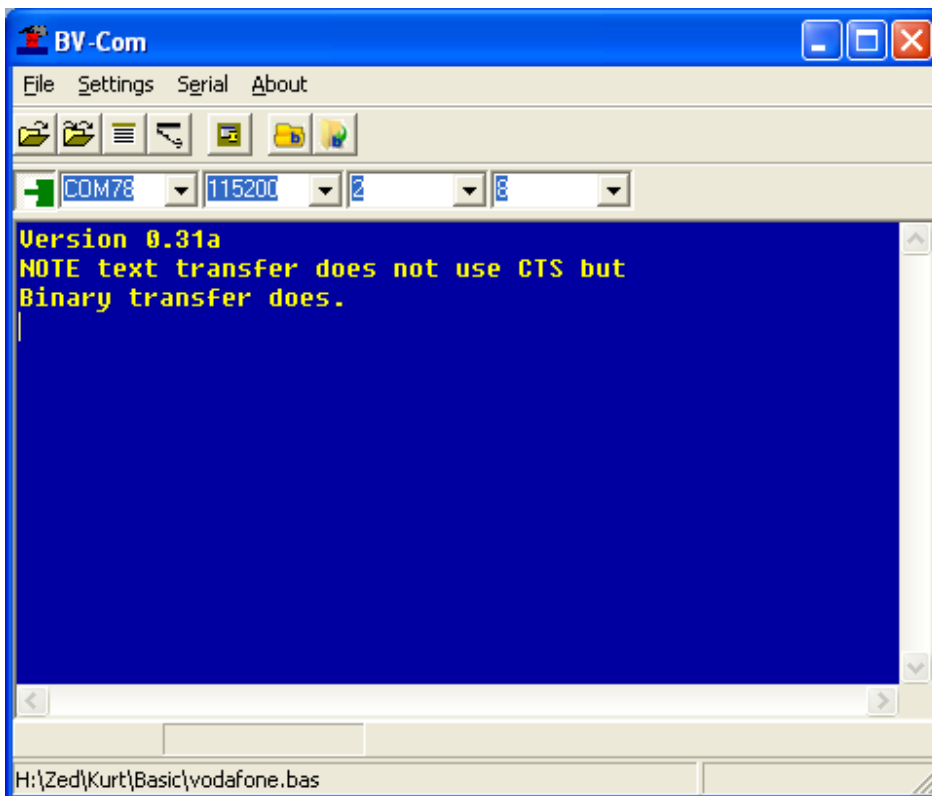 BV-Com
File Settings Serial About
COM78 115200 2 8
Version 0.31a
NOTE text transfer does not use CTS but
Binary transfer does.
H:\Zed\Kurt\Basic\vodafone.bas